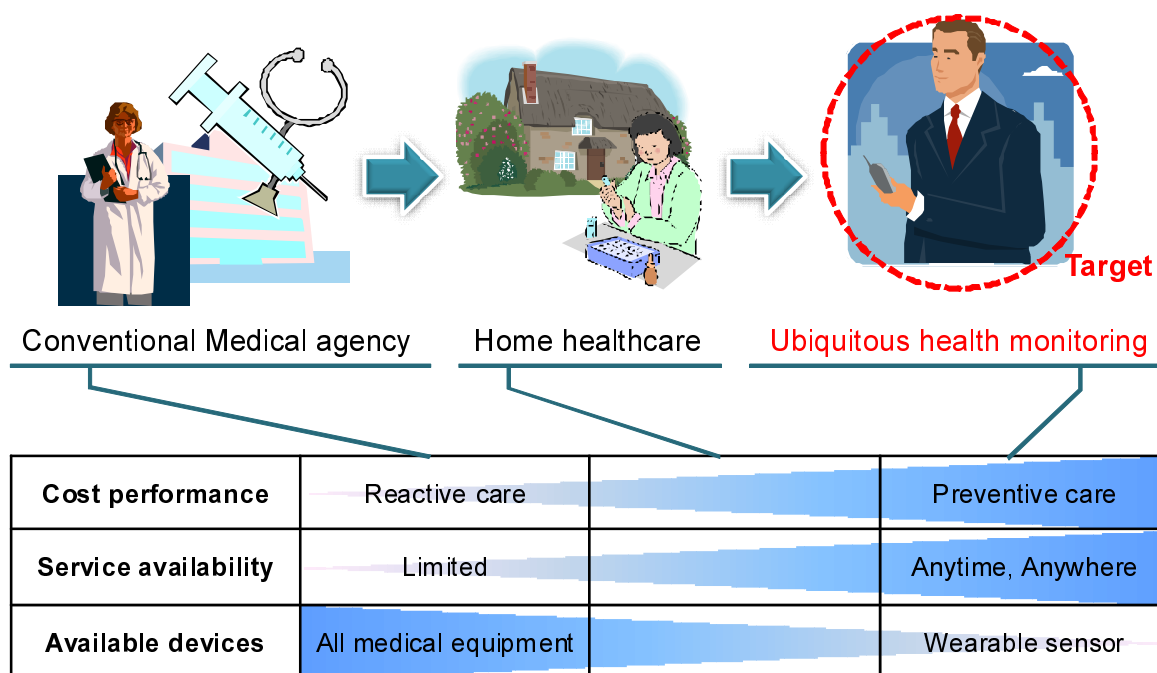 Target
Conventional Medical agency
Home healthcare
Ubiquitous health monitoring
Cost performance
Reactive care
Preventive care
Service availability
Limited
Anytime, Anywhere
Available devices
All medical equipment
Wearable sensor